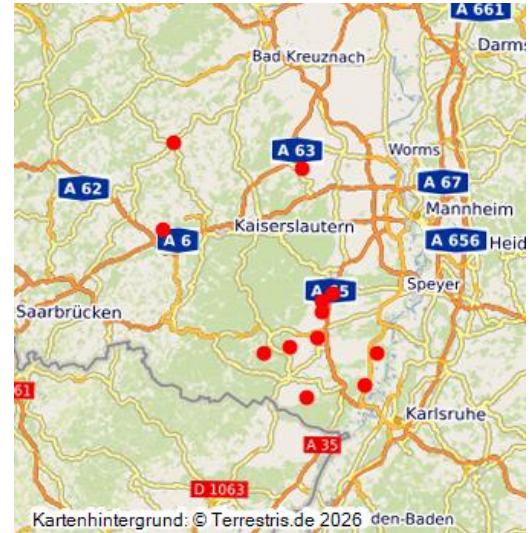 A 661
Bad Kreuznach
Darms
A 63
Worms
A 62
A 67
Mannheim
Kaiserslautern
A 6
A 656
Heid
A 65
Speyer
Saarbrücken
61
Karlsruhe
A 35
D 1063
Kartenhintergrund: © Terrestris.de 2026
den-Baden